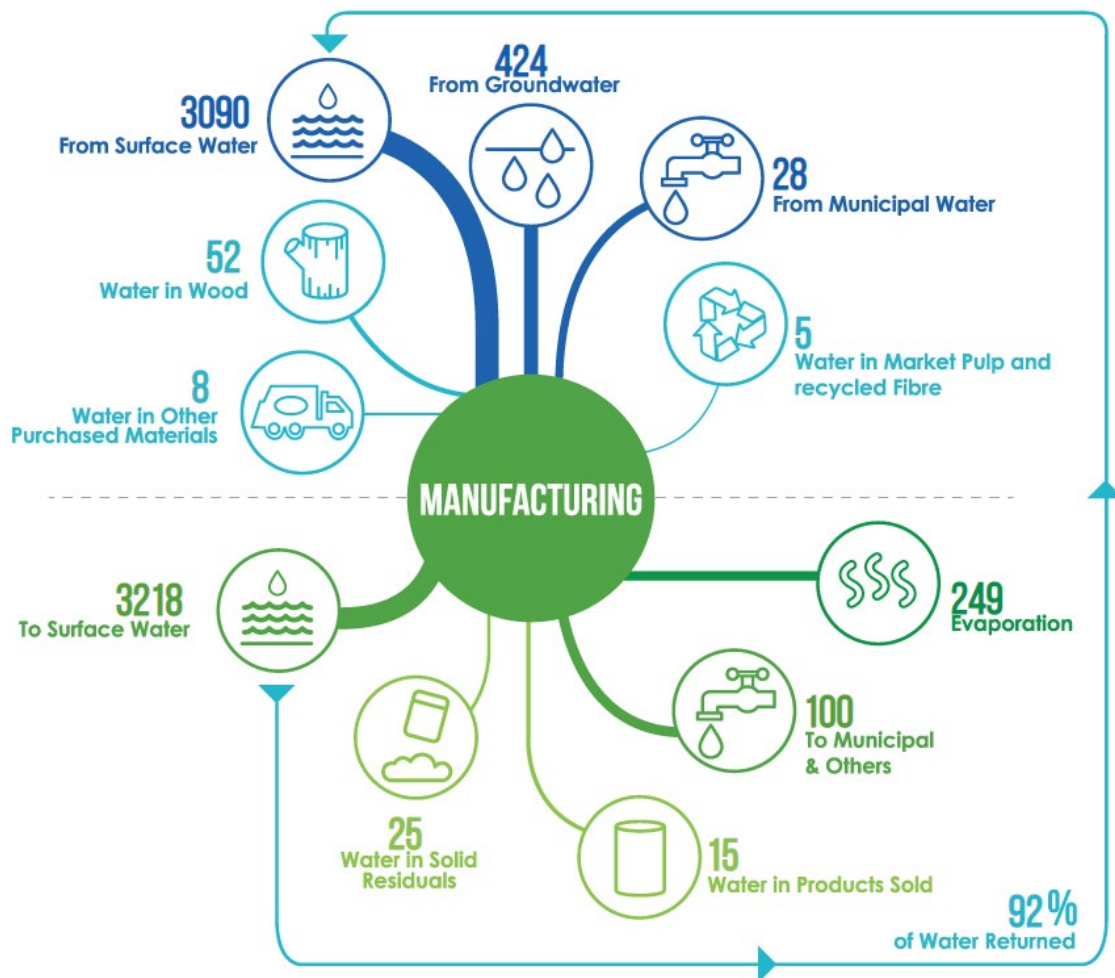 424
From Groundwater
3090
From Surface Water
28
From Municipal Water
52
Water in Wood
5
Water in Market Pulp and
recycled Fibre
8
Water in Other
Purchased Materials
MANUFACTURING
3218
To Surface Water
249
Evaporation
100
To Municipal
& Others
25
Water in Solid
Residuals
15
Water in Products Sold
92%
of Water Returned